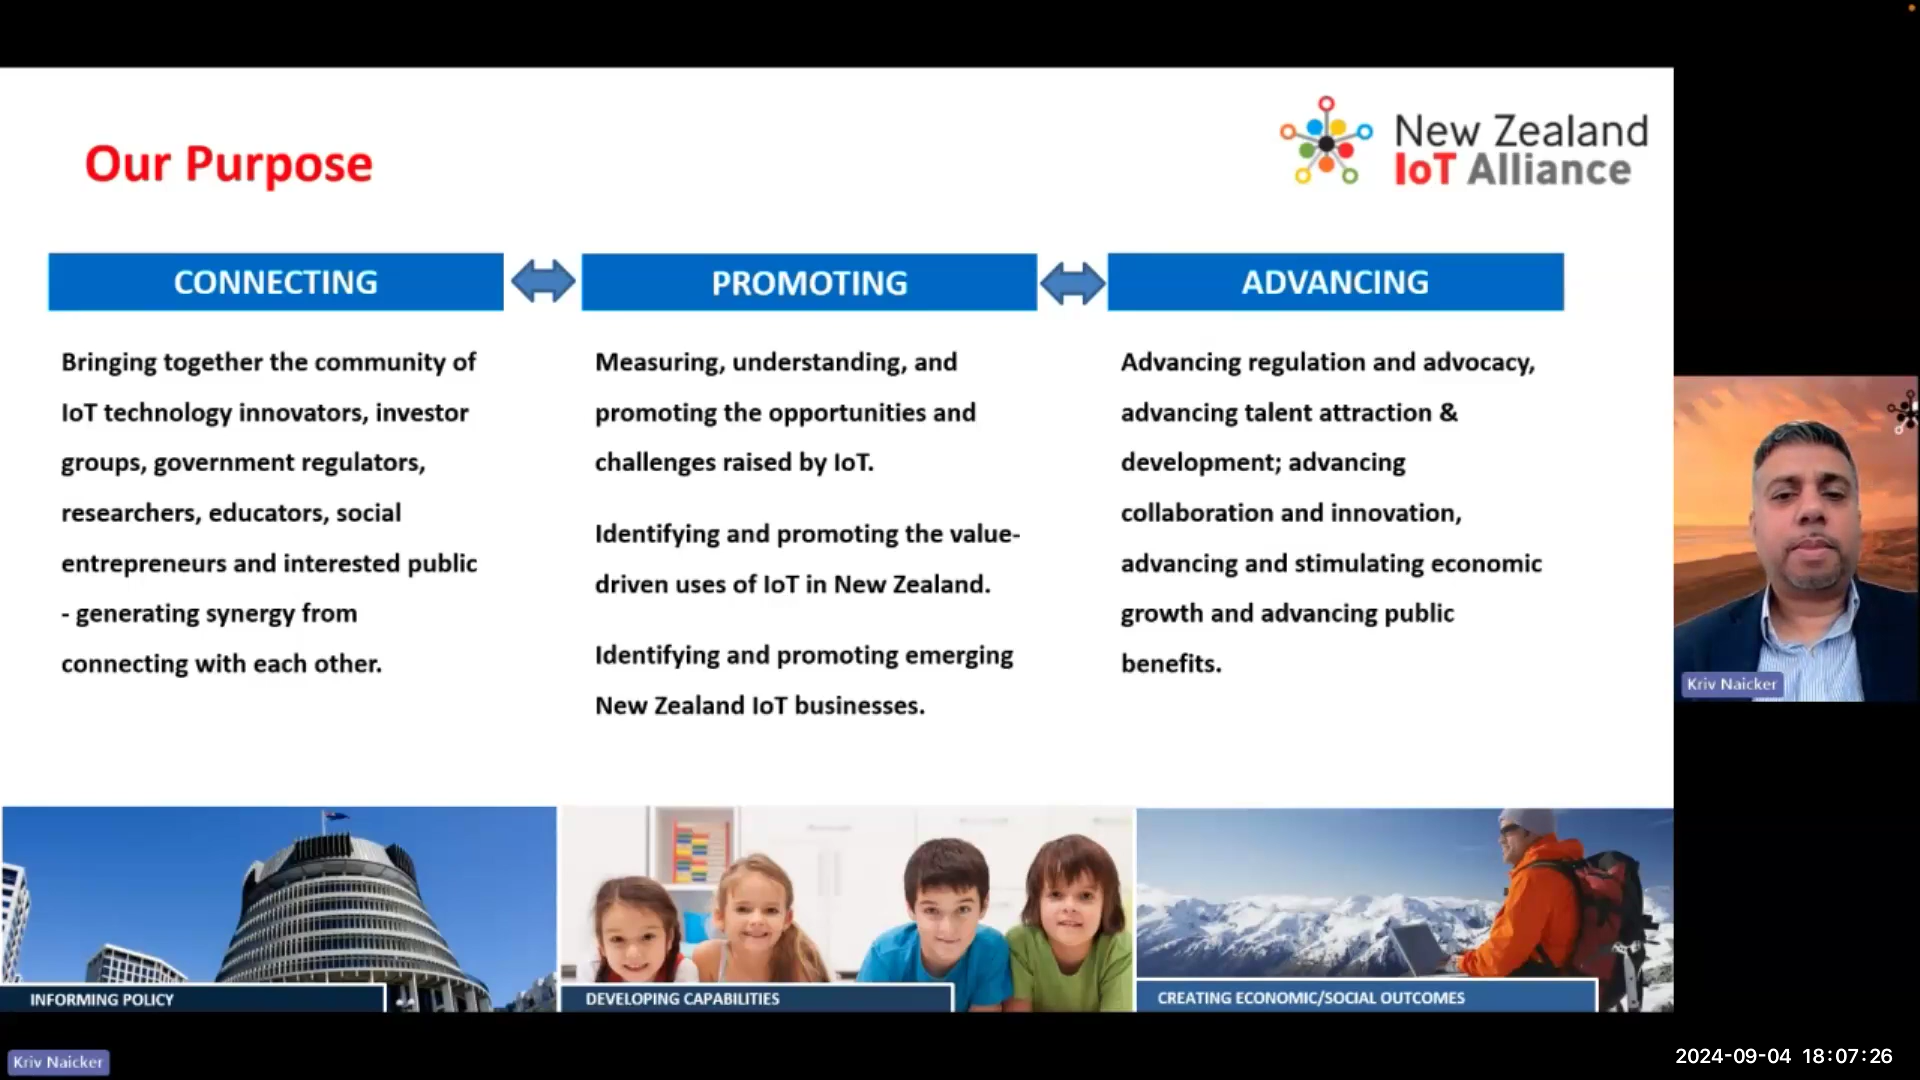 Our Purpose
New Zealand
IoT Alliance
CONNECTING
Bringing together the community of
IoT technology innovators, investor
groups, government regulators,
researchers, educators, social
entrepreneurs and interested public
- generating synergy from
connecting with each other.
PROMOTING
Measuring, understanding, and
promoting the opportunities and
challenges raised by IoT.
Identifying and promoting the value-
driven uses of IoT in New Zealand.
Identifying and promoting emerging
New Zealand IoT businesses.
ADVANCING
Advancing regulation and advocacy,
advancing talent attraction &
development; advancing
collaboration and innovation,
advancing and stimulating economic
growth and advancing public
benefits.
Kriv Naicker
INFORMING POLICY
DEVELOPING CAPABILITIES
CREATING ECONOMIC/SOCIAL OUTCOMES
Kriv Naicker
2024-09-04 18:07:26